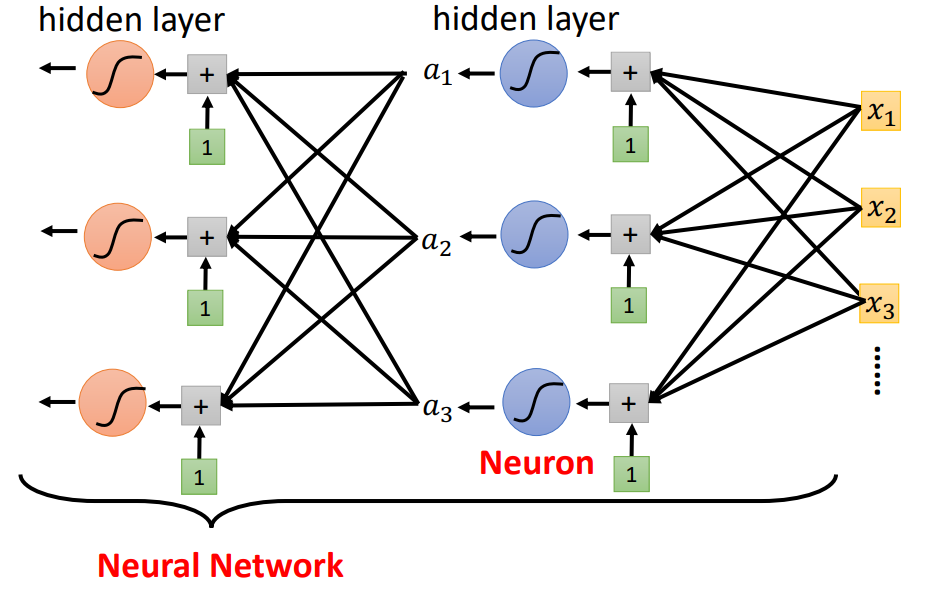 hidden layer
hidden layer
+
a₁
+
x₁
1
1
x₂
+
a₂
+
1
1
x₃
+
a₃
+
Neuron
1
1
Neural Network